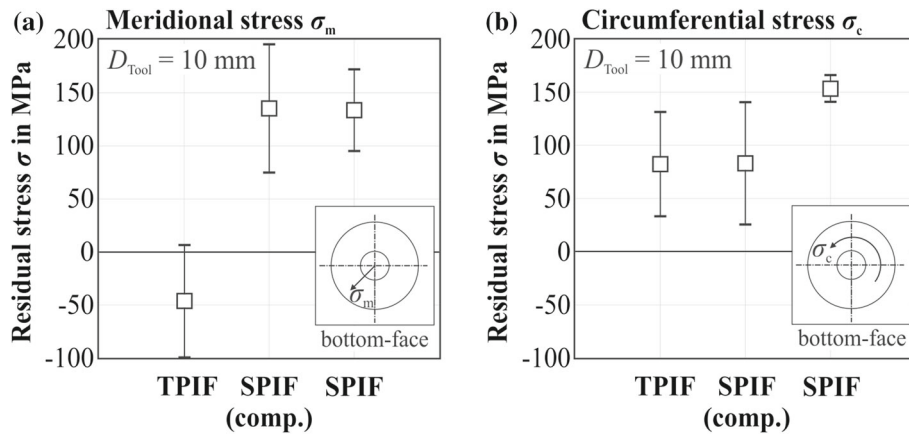 (a) Meridional stress σm
Residual stress σ in MPa
200
150
100
50
0
-50
-100
DTool = 10 mm
σm
bottom-face
TPIF SPIF SPIF
(comp.)
(b) Circumferential stress σc
Residual stress σ in MPa
200
150
100
50
0
-50
-100
DTool = 10 mm
σc
bottom-face
TPIF SPIF SPIF
(comp.)